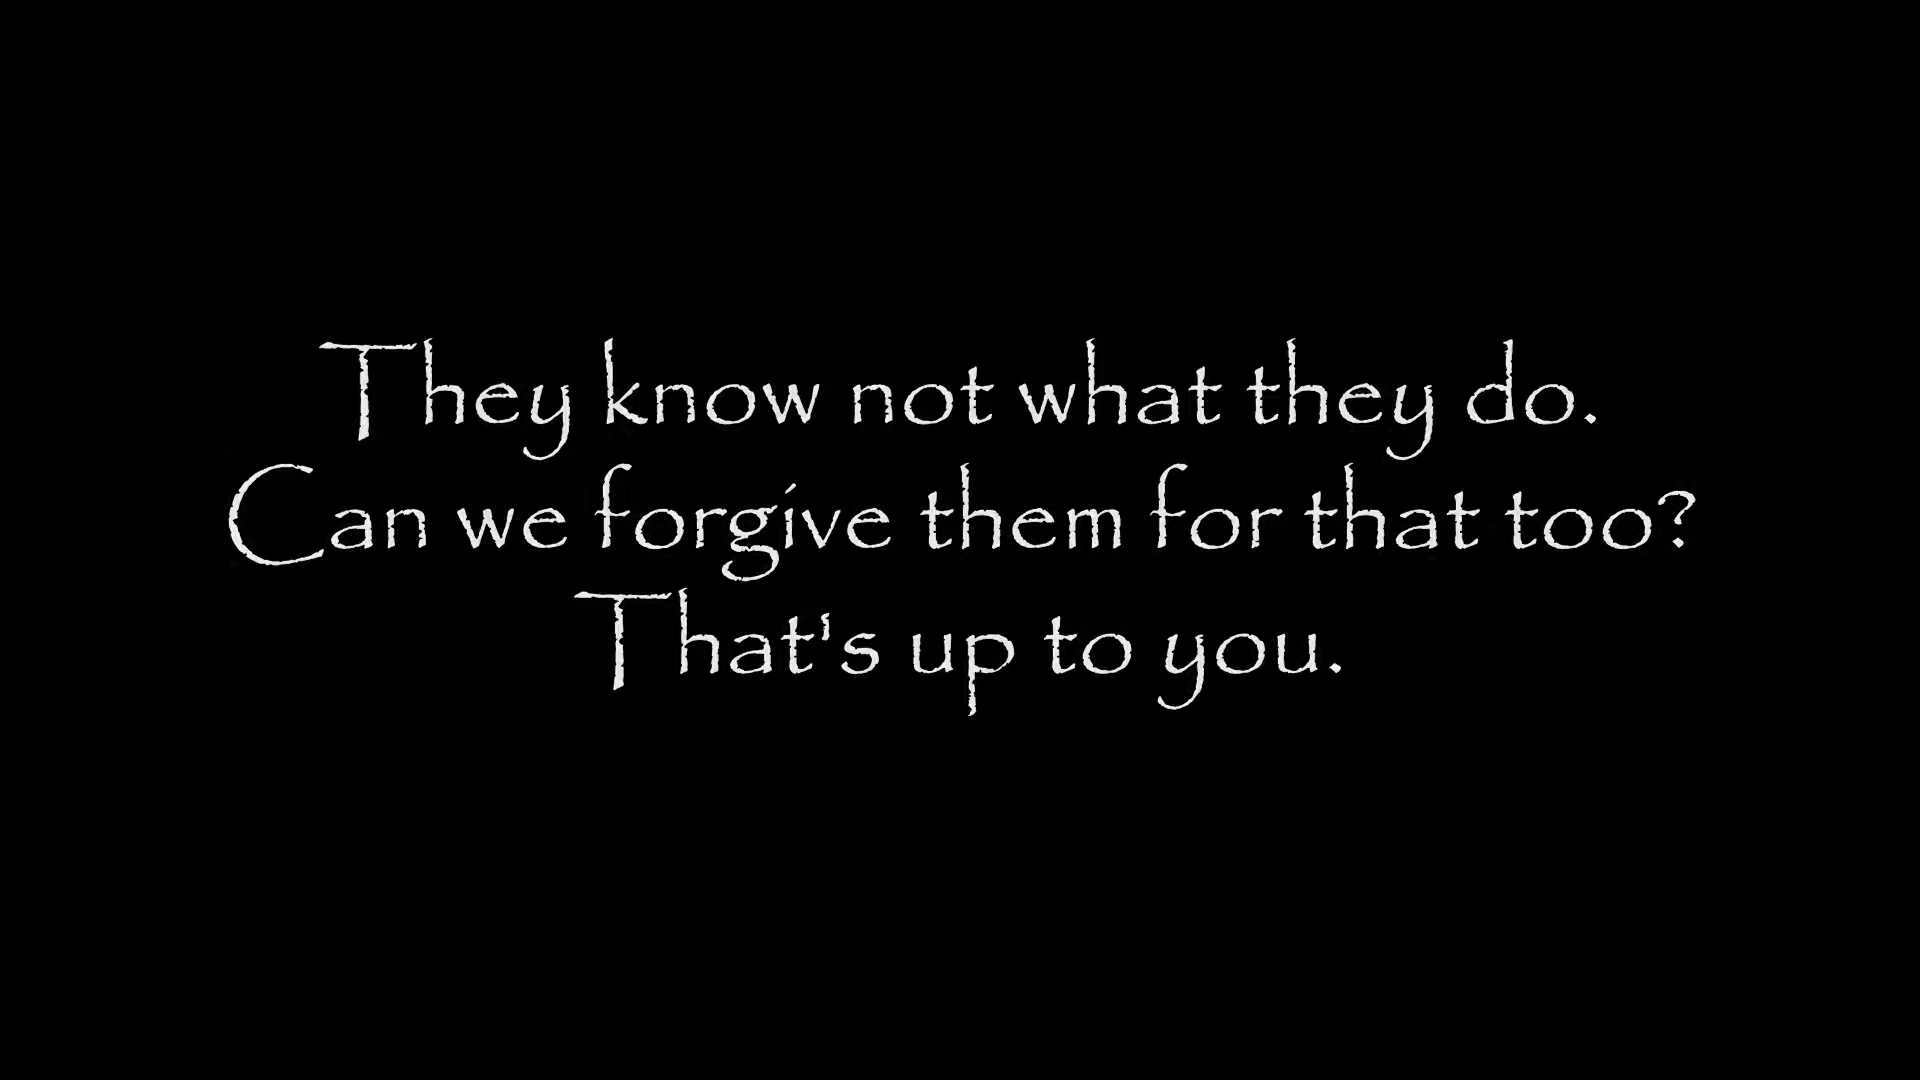 They know not what they do.
Can we forgive them for that too?
That's up to you.